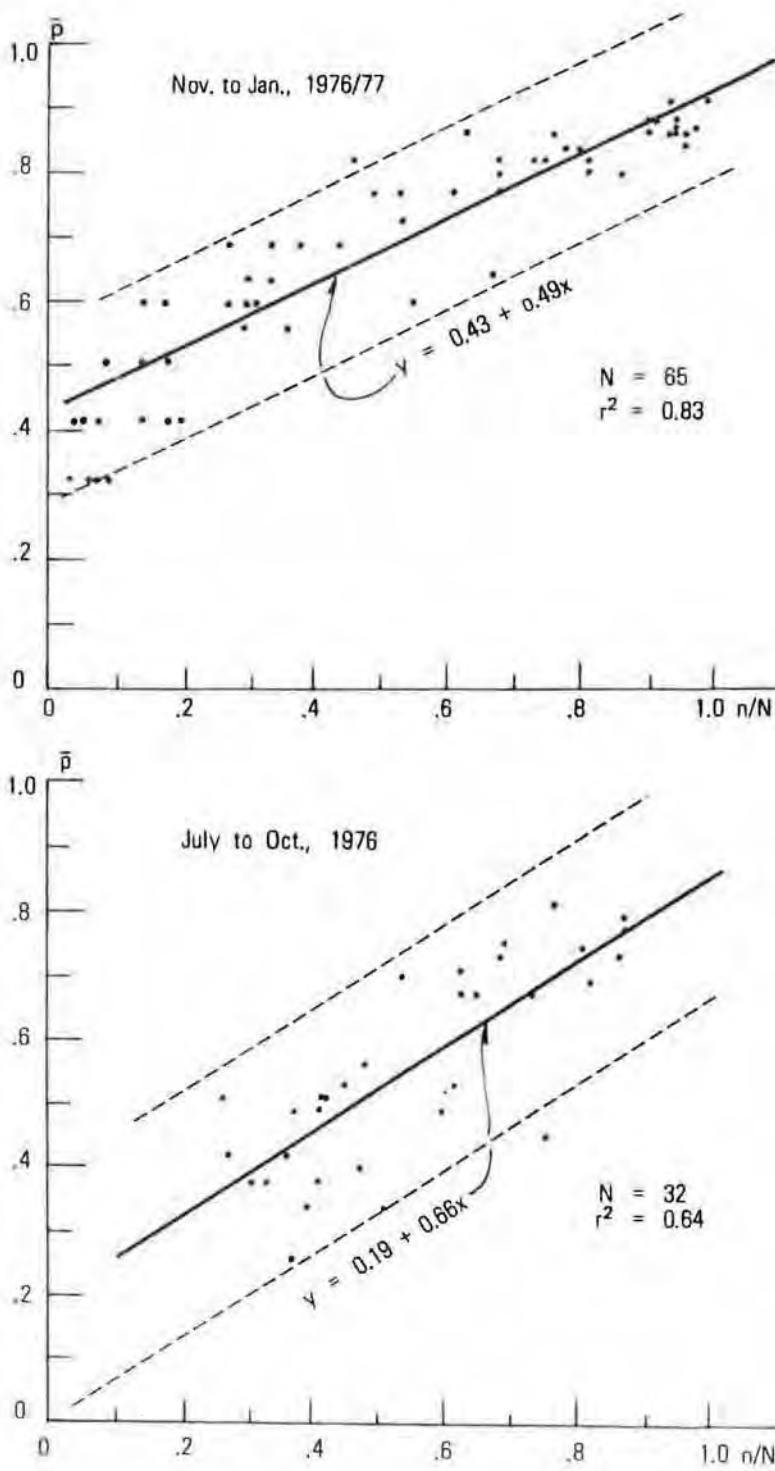 p̄
1.0
Nov. to Jan., 1976/77
.8
.6
y = 0.43 + 0.49x
N = 65
r² = 0.83
.4
.2
0
0 .2 .4 .6 .8 1.0 n/N
p̄
1.0
July to Oct., 1976
.8
.6
.4
y = 0.19 + 0.66x
N = 32
r² = 0.64
.2
0
0 .2 .4 .6 .8 1.0 n/N